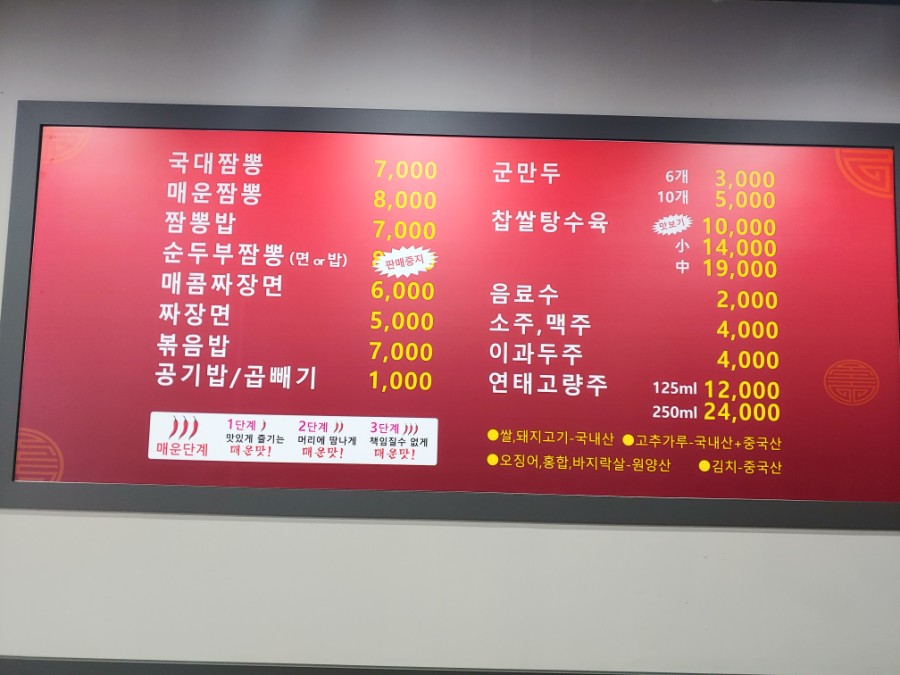 국대짬뽕 7,000
매운짬뽕 8,000
짬뽕밥 7,000
순두부짬뽕 (면 or 밥) 판매중지
매콤짜장면 6,000
짜장면 5,000
볶음밥 7,000
공기밥/곱빼기 1,000
매운단계
1단계
맛있게 즐기는
매운맛!
2단계
머리에 땀나게
매운맛!
3단계
책임질수 없게
매운맛!
군만두 6개 3,000
10개 5,000
찹쌀탕수육 맛보기 10,000
小 14,000
中 19,000
음료수 2,000
소주,맥주 4,000
이과두주 4,000
연태고량주 125ml 12,000
250ml 24,000
●쌀,돼지고기-국내산 ●고추가루-국내산+중국산
●오징어,홍합,바지락살-원양산 ●김치-중국산